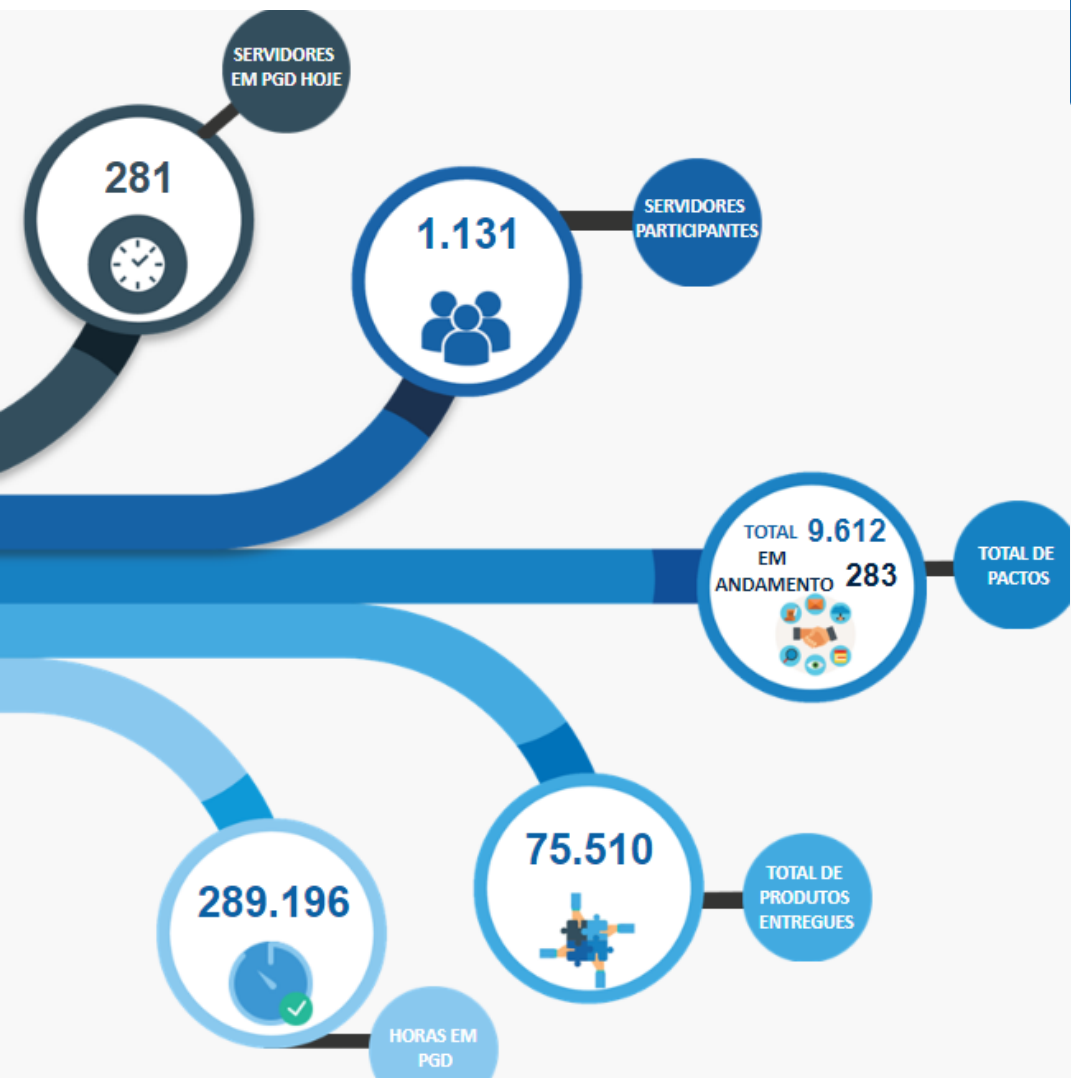 SERVIDORES
EM PGD HOJE
281
1.131
SERVIDORES
PARTICIPANTES
TOTAL 9.612
EM
ANDAMENTO 283
TOTAL DE
PACTOS
75.510
TOTAL DE
PRODUTOS
ENTREGUES
289.196
HORAS EM
PGD